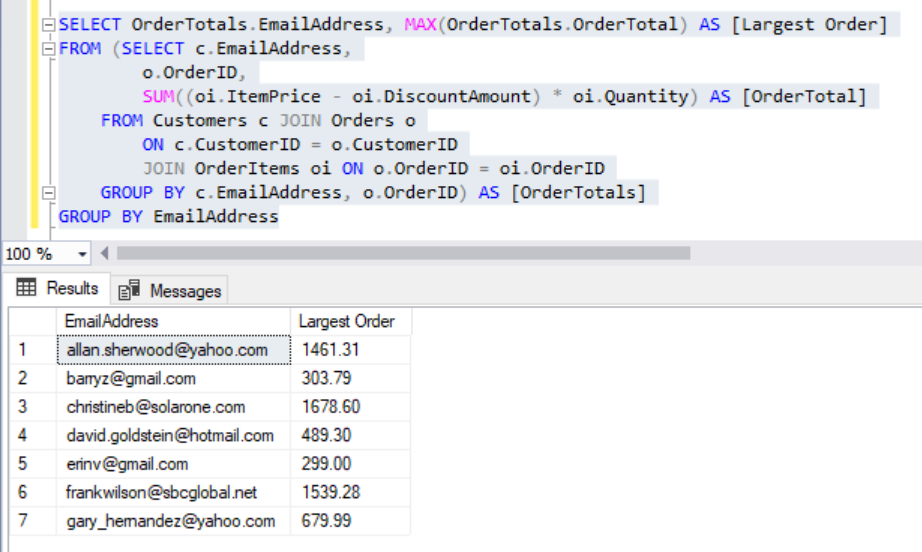 SELECT OrderTotals.EmailAddress, MAX(OrderTotals.OrderTotal) AS [Largest Order]
FROM (SELECT c.EmailAddress,
o.OrderID,
SUM((oi.ItemPrice - oi.DiscountAmount) * oi.Quantity) AS [OrderTotal]
FROM Customers c JOIN Orders o
ON c.CustomerID = o.CustomerID
JOIN OrderItems oi ON o.OrderID = oi.OrderID
GROUP BY c.EmailAddress, o.OrderID) AS [OrderTotals]
GROUP BY EmailAddress
100 %
Results Messages
EmailAddress Largest Order
1 allan.sherwood@yahoo.com 1461.31
2 barryz@gmail.com 303.79
3 christineb@solarone.com 1678.60
4 david.goldstein@hotmail.com 489.30
5 erinv@gmail.com 299.00
6 frankwilson@sbcglobal.net 1539.28
7 gary_hernandez@yahoo.com 679.99